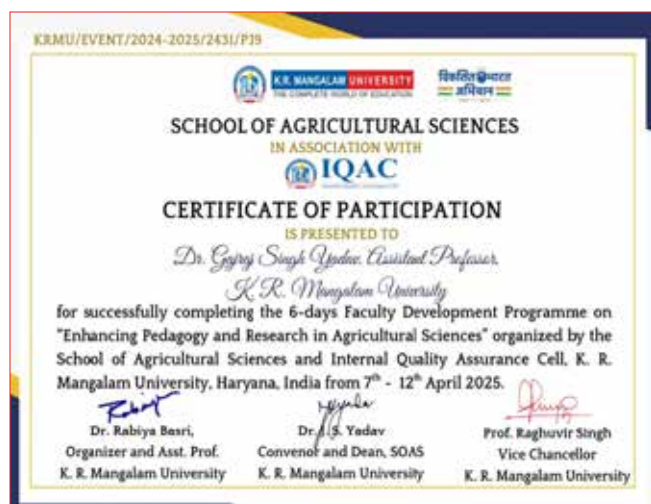 KRMU/EVENT/2024-2025/2431/PJ9
K.R. MANGALAM UNIVERSITY
THE COMPLETE WORLD OF EDUCATION
विकसित भारत
अभियान
SCHOOL OF AGRICULTURAL SCIENCES
IN ASSOCIATION WITH
IQAC
CERTIFICATE OF PARTICIPATION
IS PRESENTED TO
Dr. Gajraj Singh Yadav, Assistant Professor,
K. R. Mangalam University
for successfully completing the 6-days Faculty Development Programme on
"Enhancing Pedagogy and Research in Agricultural Sciences" organized by the
School of Agricultural Sciences and Internal Quality Assurance Cell, K. R.
Mangalam University, Haryana, India from 7th - 12th April 2025.
Dr. Rabiya Basri,
Organizer and Asst. Prof.
K. R. Mangalam University
Dr. J. S. Yadav
Convenor and Dean, SOAS
K. R. Mangalam University
Prof. Raghuvir Singh
Vice Chancellor
K. R. Mangalam University